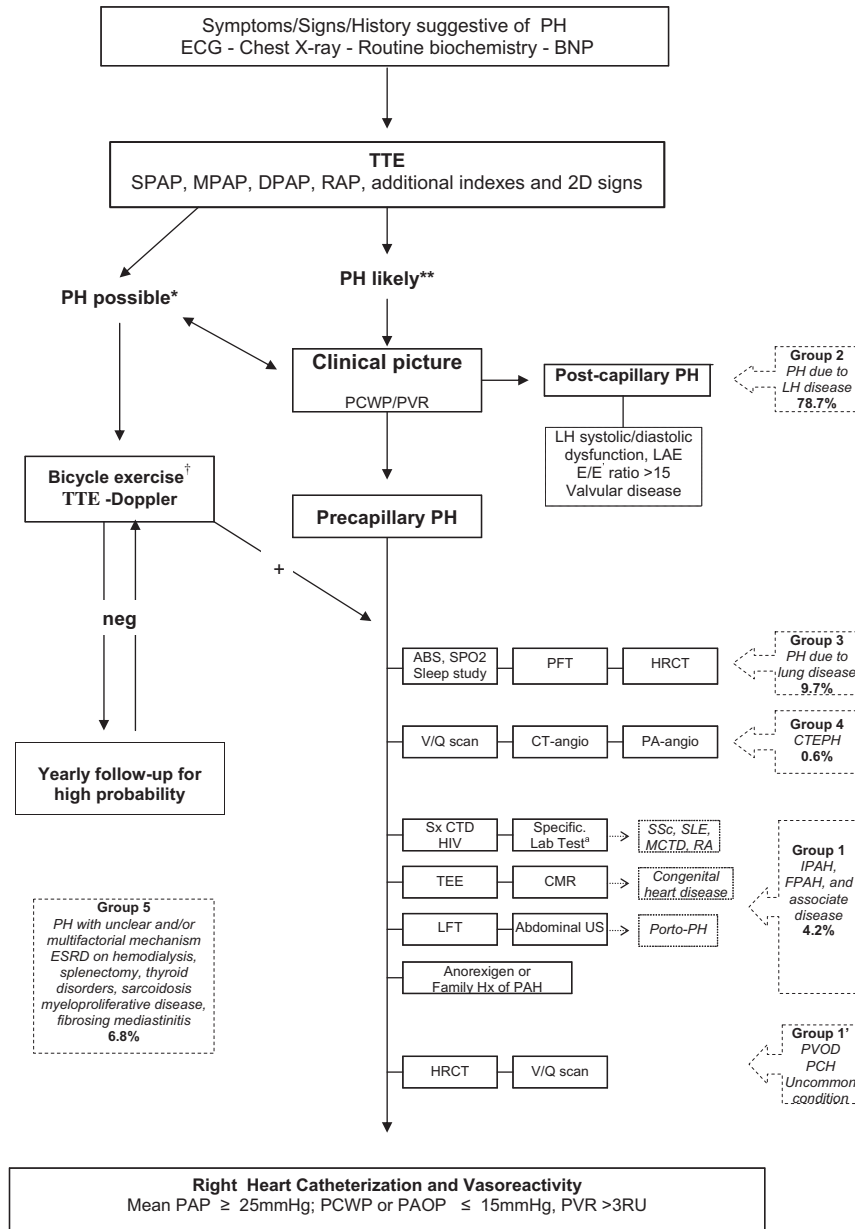 Symptoms/Signs/History suggestive of PH
ECG - Chest X-ray - Routine biochemistry - BNP
TTE
SPAP, MPAP, DPAP, RAP, additional indexes and 2D signs
PH likely**
PH possible*
Clinical picture
PCWP/PVR
Post-capillary PH
Group 2
PH due to
LH disease
78.7%
LH systolic/diastolic
dysfunction, LAE
E/E' ratio >15
Valvular disease
Bicycle exercise†
TTE -Doppler
Precapillary PH
+
neg
ABS, SPO2
Sleep study
PFT
HRCT
Group 3
PH due to
lung disease
9.7%
V/Q scan
CT-angio
PA-angio
Group 4
CTEPH
0.6%
Yearly follow-up for
high probability
Sx CTD
HIV
Specific.
Lab Testª
SSc, SLE,
MCTD, RA
TEE
CMR
Congenital
heart disease
LFT
Abdominal US
Porto-PH
Anorexigen or
Family Hx of PAH
Group 1
IPAH,
FPAH, and
associate
disease
4.2%
Group 5
PH with unclear and/or
multifactorial mechanism
ESRD on hemodialysis,
splenectomy, thyroid
disorders, sarcoidosis
myeloproliferative disease,
fibrosing mediastinitis
6.8%
HRCT
V/Q scan
Group 1'
PVOD
PCH
Uncommon
condition
Right Heart Catheterization and Vasoreactivity
Mean PAP ≥ 25mmHg; PCWP or PAOP ≤ 15mmHg, PVR >3RU